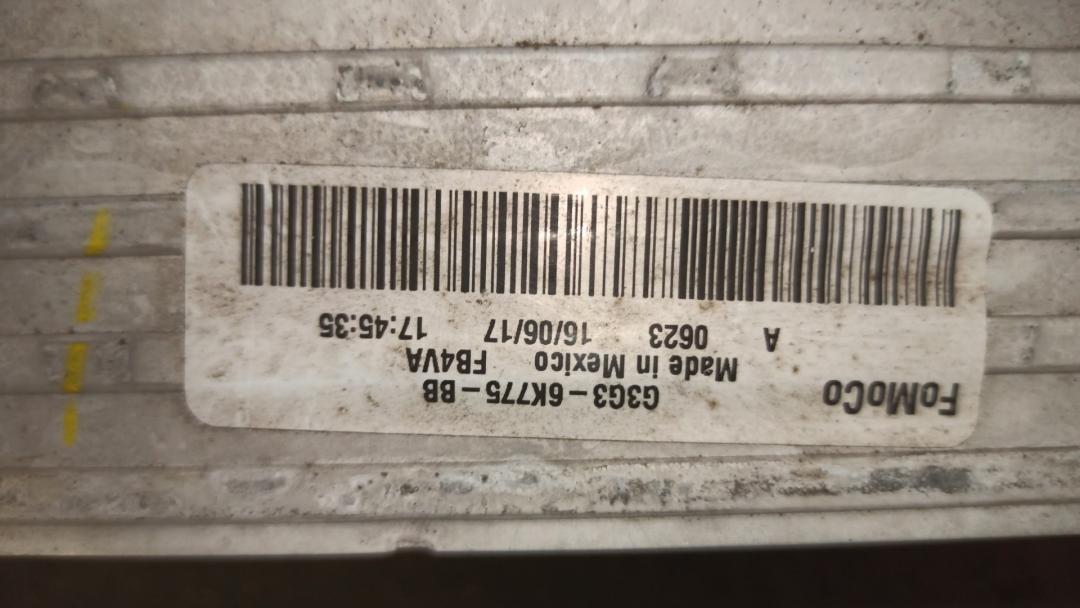 FoMoCo G3G3-6K775-BB
Made in Mexico FB4VA
A 0623 16/06/17 17:45:35